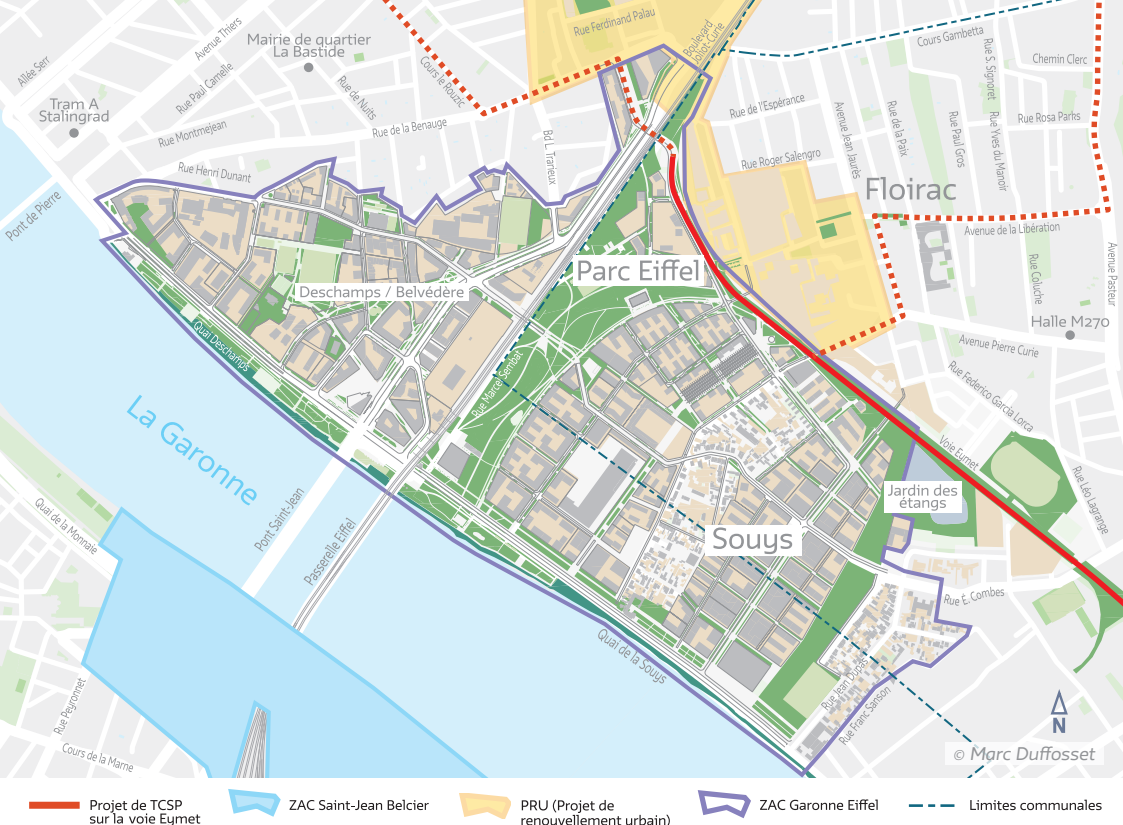 Rue Ferdinand Palau
Boulevard
Joliot-Curie
Cours Gambetta
Avenue Thiers
Allée Serr
Mairie de quartier
La Bastide
Rue Paul Camelle
Rue de Nuits
Cours le Rouzic
Rue S. Signoret
Chemin Clerc
Tram A
Stalingrad
Rue Montmejean
Rue de la Benauge
Bd L. Trarieux
Rue de l'Espérance
Avenue Jean Jaurès
Rue de la Paix
Rue Paul Gros
Rue Yves du Manoir
Rue Rosa Parks
Rue Henri Dunant
Rue Roger Salengro
Floirac
Pont de Pierre
Avenue de la Libération
Parc Eiffel
Deschamps / Belvédère
Rue Coluche
Avenue Pasteur
Halle M270
Quai Deschamps
Avenue Pierre Curie
Rue Marcel Sembat
Rue Federico Garcia Lorca
La Garonne
Voie Eymet
Rue Léo Lagrange
Jardin des
étangs
Quai de la Monnaie
Pont Saint-Jean
Passerelle Eiffel
Souys
Rue É. Combes
Quai de la Souys
Rue Jean Dupas
Rue Franc Sanson
Rue Peyronnet
Cours de la Marne
N
© Marc Duffosset
Projet de TCSP
sur la voie Eymet
ZAC Saint-Jean Belcier
PRU (Projet de
renouvellement urbain)
ZAC Garonne Eiffel
Limites communales